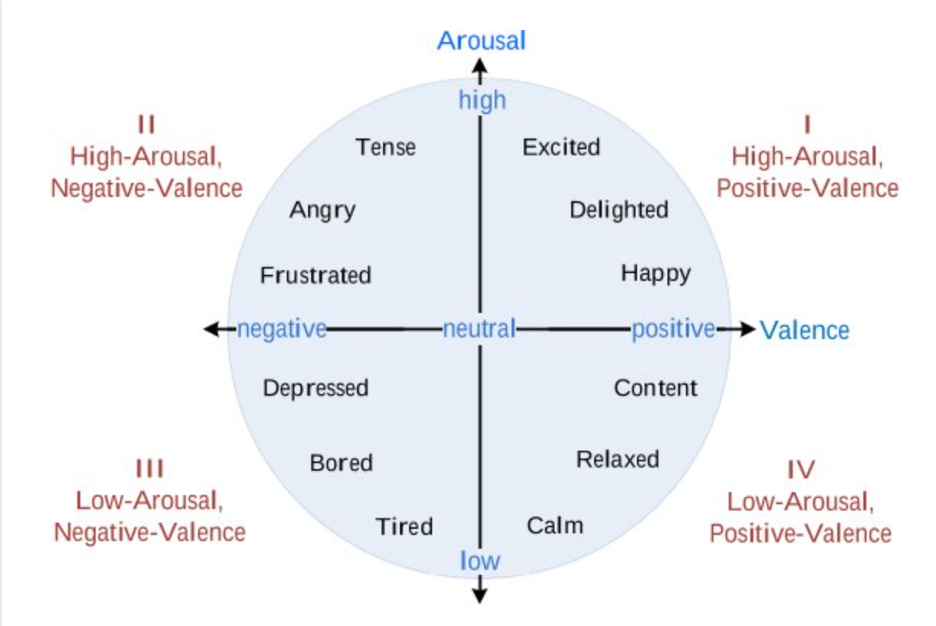 Arousal
high
II
High-Arousal,
Negative-Valence
I
High-Arousal,
Positive-Valence
Tense
Excited
Angry
Delighted
Frustrated
Happy
negative
neutral
positive
Valence
Depressed
Content
Bored
Relaxed
III
Low-Arousal,
Negative-Valence
IV
Low-Arousal,
Positive-Valence
Tired
Calm
low